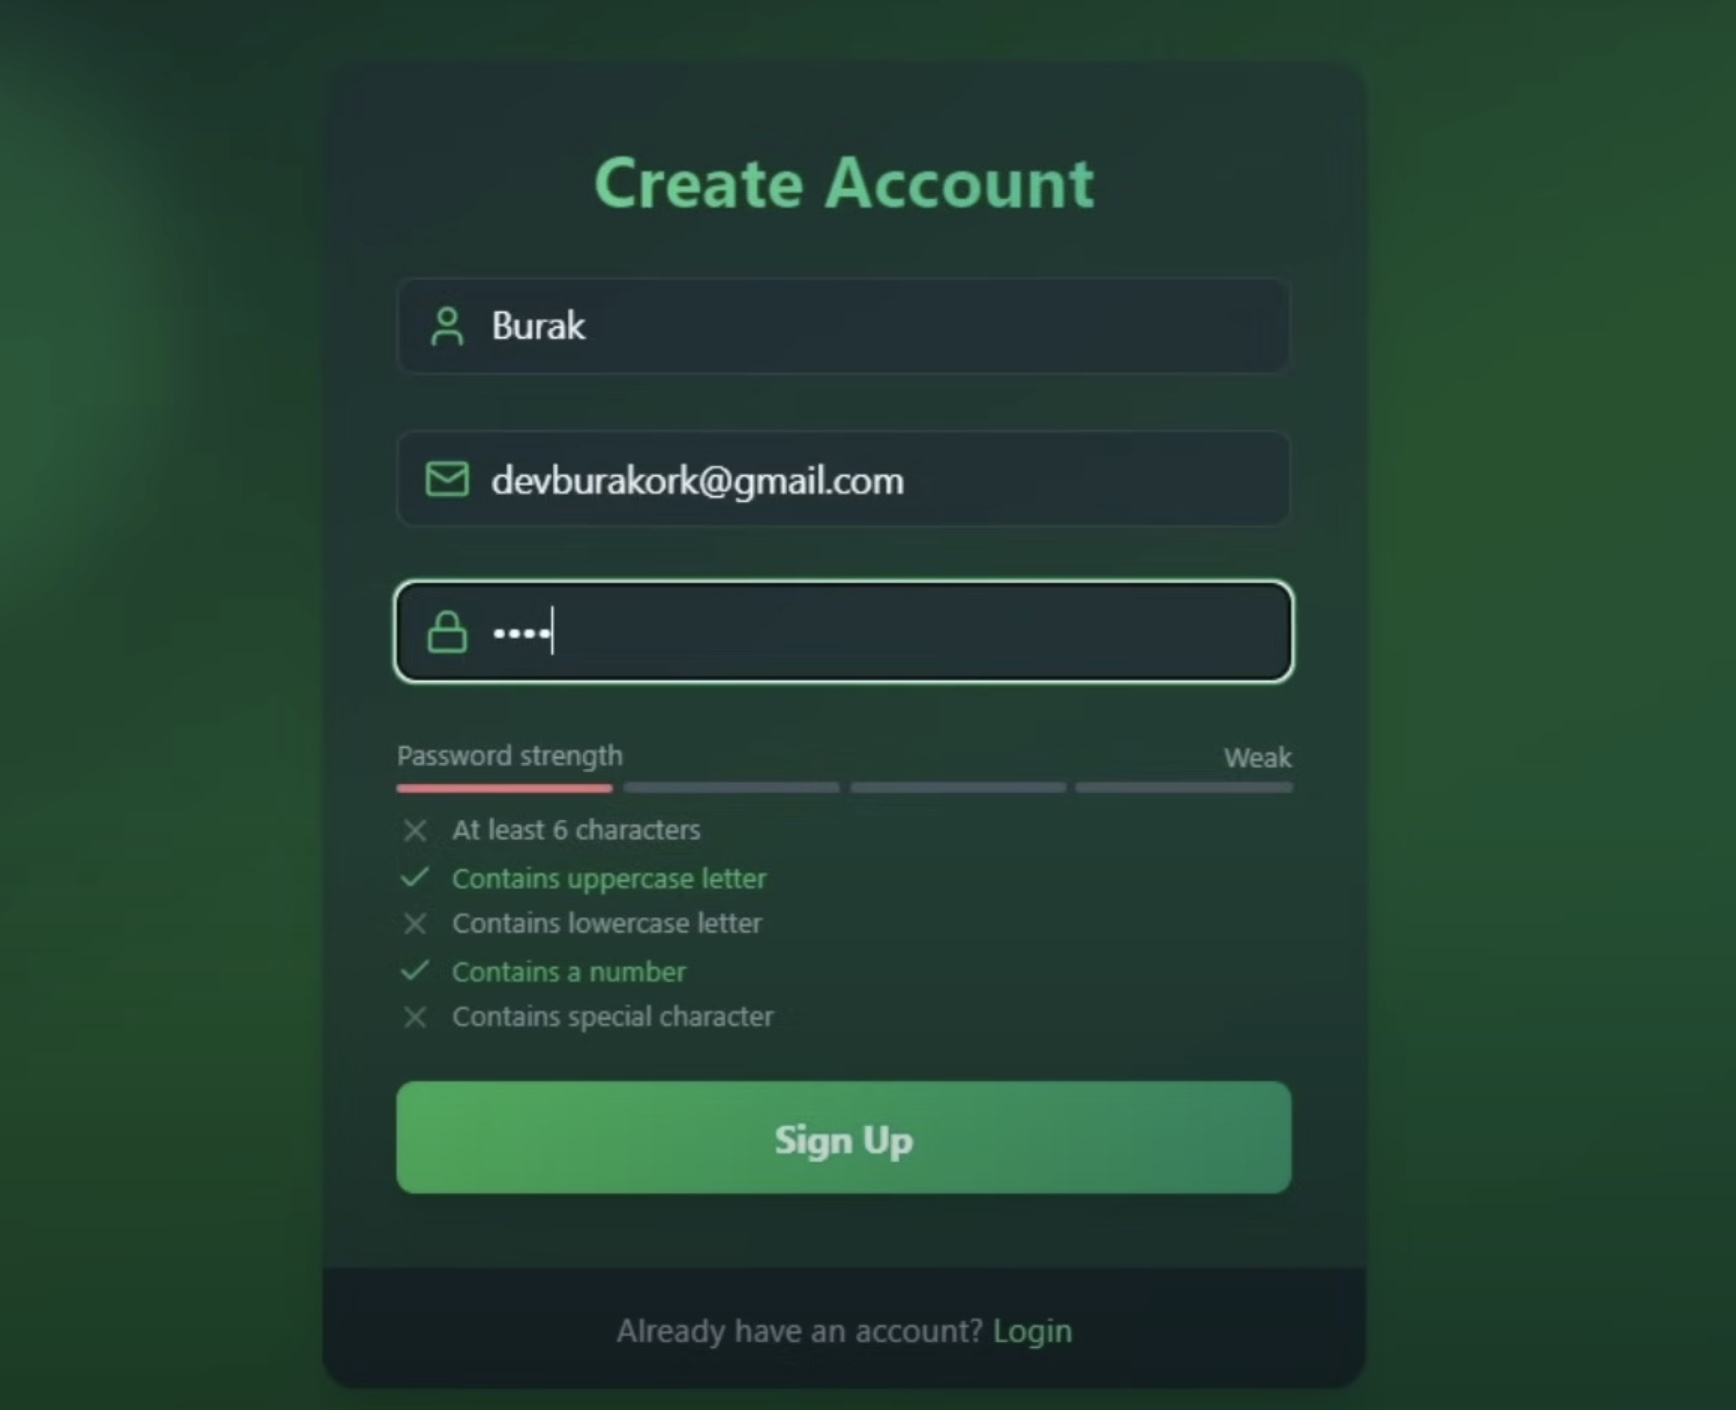 Create Account
Burak
devburakork@gmail.com
••••
Password strength
Weak
At least 6 characters
Contains uppercase letter
Contains lowercase letter
Contains a number
Contains special character
Sign Up
Already have an account? Login